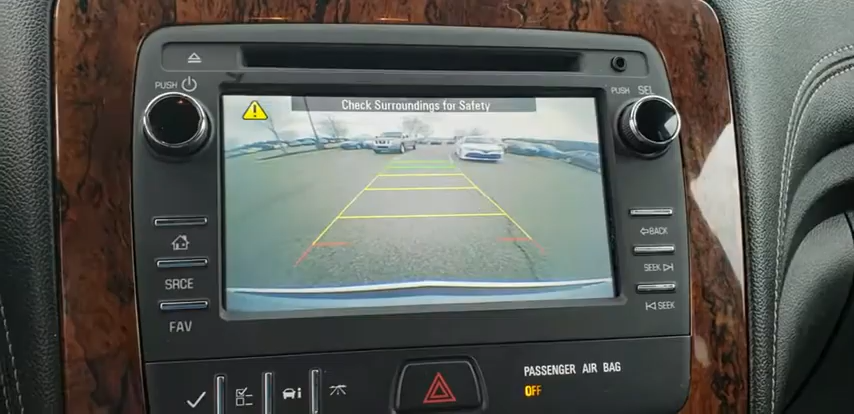 PUSH
PUSH SEL
Check Surroundings for Safety
BACK
SEEK
SRCE
SEEK
FAV
PASSENGER AIR BAG
OFF